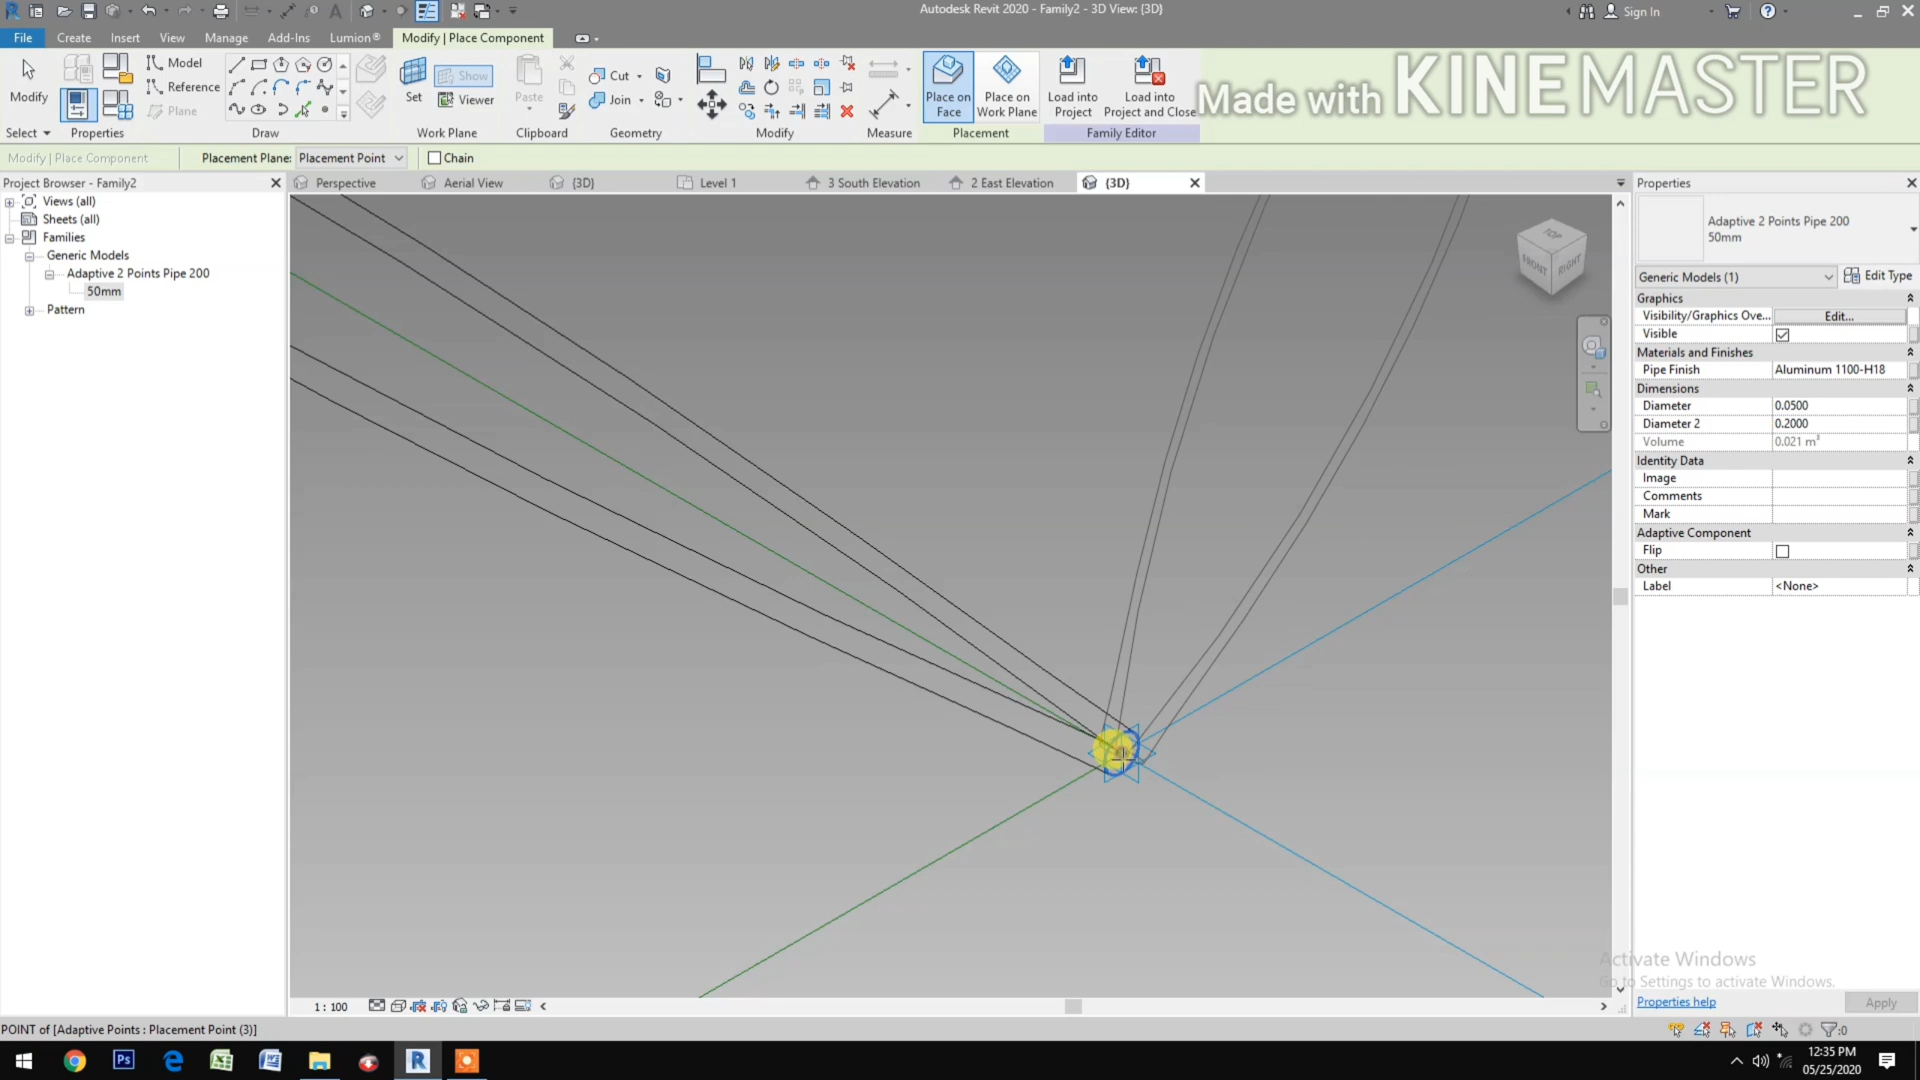 Autodesk Revit 2020 - Family2 - 3D View: {3D}
Sign In
File Create Insert View Manage Add-Ins Lumion® Modify | Place Component
Made with KINEMASTER
Modify
Model
Reference
Plane
Set
Show
Viewer
Paste
Cut
Join
Place on Face
Place on Work Plane
Load into Project
Load into Project and Close
Select Properties Draw Work Plane Clipboard Geometry Modify Measure Placement Family Editor
Modify | Place Component Placement Plane: Placement Point Chain
Project Browser - Family2
Perspective Aerial View {3D} Level 1 3 South Elevation 2 East Elevation {3D}
Views (all)
Sheets (all)
Families
Generic Models
Adaptive 2 Points Pipe 200
50mm
Pattern
TOP
FRONT RIGHT
Properties
Adaptive 2 Points Pipe 200
50mm
Generic Models (1) Edit Type
Graphics
Visibility/Graphics Ove... Edit...
Visible
Materials and Finishes
Pipe Finish Aluminum 1100-H18
Dimensions
Diameter 0.0500
Diameter 2 0.2000
Volume 0.021 m³
Identity Data
Image
Comments
Mark
Adaptive Component
Flip
Other
Label <None>
Activate Windows
Go to Settings to activate Windows.
Properties help Apply
1 : 100
POINT of [Adaptive Points : Placement Point (3)]
:0
12:35 PM
05/25/2020